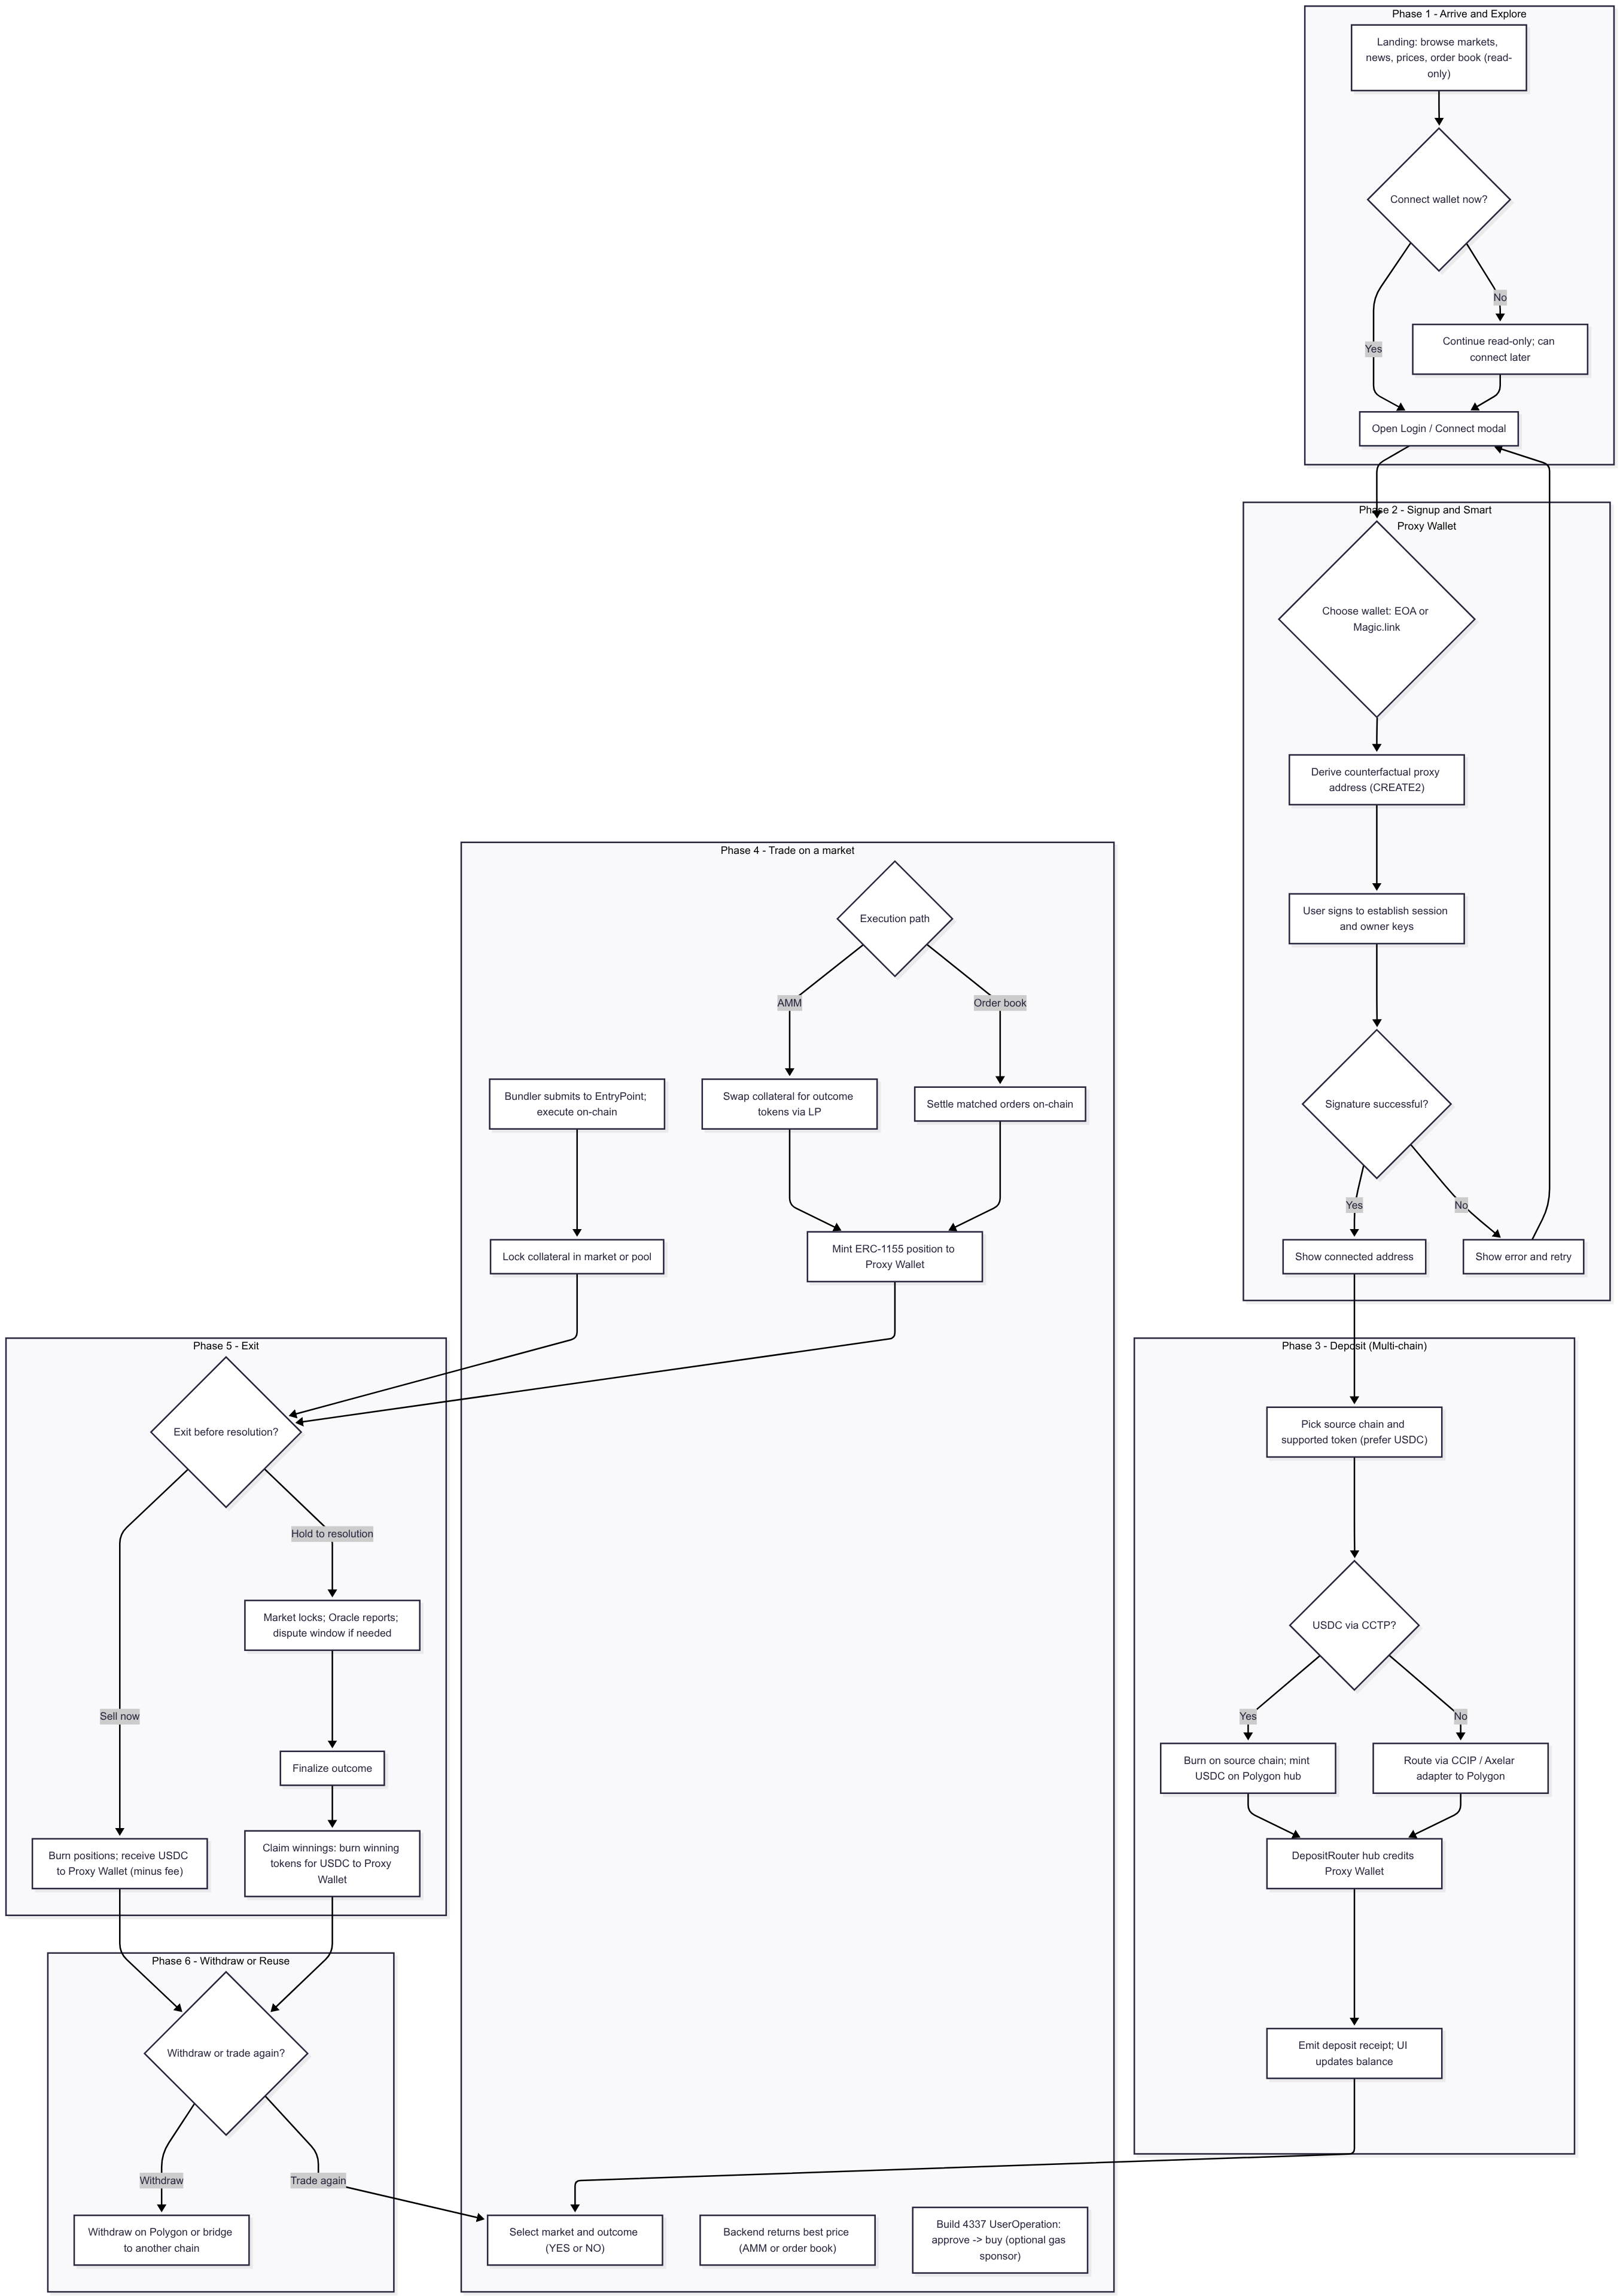 Phase 1 - Arrive and Explore
Landing: browse markets,
news, prices, order book (read-
only)
Connect wallet now?
No
Yes
Continue read-only; can
connect later
Open Login / Connect modal
Phase 2 - Signup and Smart
Proxy Wallet
Choose wallet: EOA or
Magic.link
Derive counterfactual proxy
address (CREATE2)
User signs to establish session
and owner keys
Signature successful?
Yes
No
Show connected address
Show error and retry
Phase 3 - Deposit (Multi-chain)
Pick source chain and
supported token (prefer USDC)
USDC via CCTP?
Yes
No
Burn on source chain; mint
USDC on Polygon hub
Route via CCIP / Axelar
adapter to Polygon
DepositRouter hub credits
Proxy Wallet
Emit deposit receipt; UI
updates balance
Phase 4 - Trade on a market
Execution path
AMM
Order book
Bundler submits to EntryPoint;
execute on-chain
Swap collateral for outcome
tokens via LP
Settle matched orders on-chain
Lock collateral in market or pool
Mint ERC-1155 position to
Proxy Wallet
Select market and outcome
(YES or NO)
Backend returns best price
(AMM or order book)
Build 4337 UserOperation:
approve -> buy (optional gas
sponsor)
Phase 5 - Exit
Exit before resolution?
Hold to resolution
Market locks; Oracle reports;
dispute window if needed
Sell now
Finalize outcome
Burn positions; receive USDC
to Proxy Wallet (minus fee)
Claim winnings: burn winning
tokens for USDC to Proxy
Wallet
Phase 6 - Withdraw or Reuse
Withdraw or trade again?
Withdraw
Trade again
Withdraw on Polygon or bridge
to another chain